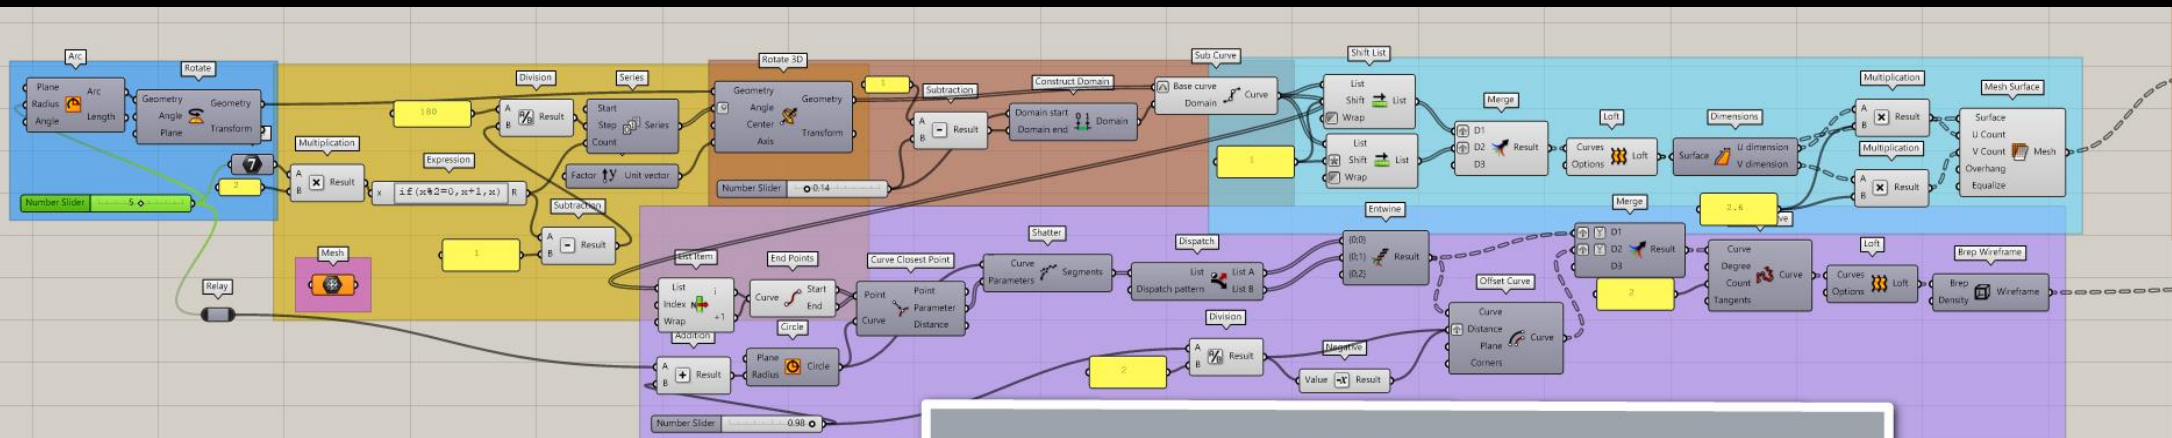 Arc
Plane
Radius
Angle
Arc
Length
Rotate
Geometry
Angle
Plane
Geometry
Transform
7
2
Number Slider
5
Multiplication
A
B
Result
Expression
x
if(x%2=0,x+1,x)
R
180
Division
A
B
Result
Series
Start
Step
Count
Series
Factor
Unit vector
Subtraction
A
B
Result
1
Mesh
Relay
Rotate 3D
Geometry
Angle
Center
Axis
Geometry
Transform
Number Slider
0.14
1
Subtraction
A
B
Result
Construct Domain
Domain start
Domain end
Domain
Sub Curve
Base curve
Domain
Curve
1
Shift List
List
Shift
Wrap
List
List
Shift
Wrap
List
Merge
D1
D2
D3
Result
Loft
Curves
Options
Loft
Dimensions
Surface
U dimension
V dimension
Multiplication
A
B
Result
Multiplication
A
B
Result
2.6
Mesh Surface
Surface
U Count
V Count
Overhang
Equalize
Mesh
List Item
List
Index
Wrap
i
+1
End Points
Curve
Start
End
Addition
A
B
Result
Circle
Plane
Radius
Circle
Number Slider
0.98
Curve Closest Point
Point
Curve
Point
Parameter
Distance
Shatter
Curve
Parameters
Segments
Dispatch
List
Dispatch pattern
List A
List B
Entwine
{0;0}
{0;1}
{0;2}
Result
2
Division
A
B
Result
Negative
Value
Result
Offset Curve
Curve
Distance
Plane
Corners
Curve
Merge
D1
D2
D3
Result
2
ve
Curve
Degree
Count
Tangents
Curve
Loft
Curves
Options
Loft
Brep Wireframe
Brep
Density
Wireframe